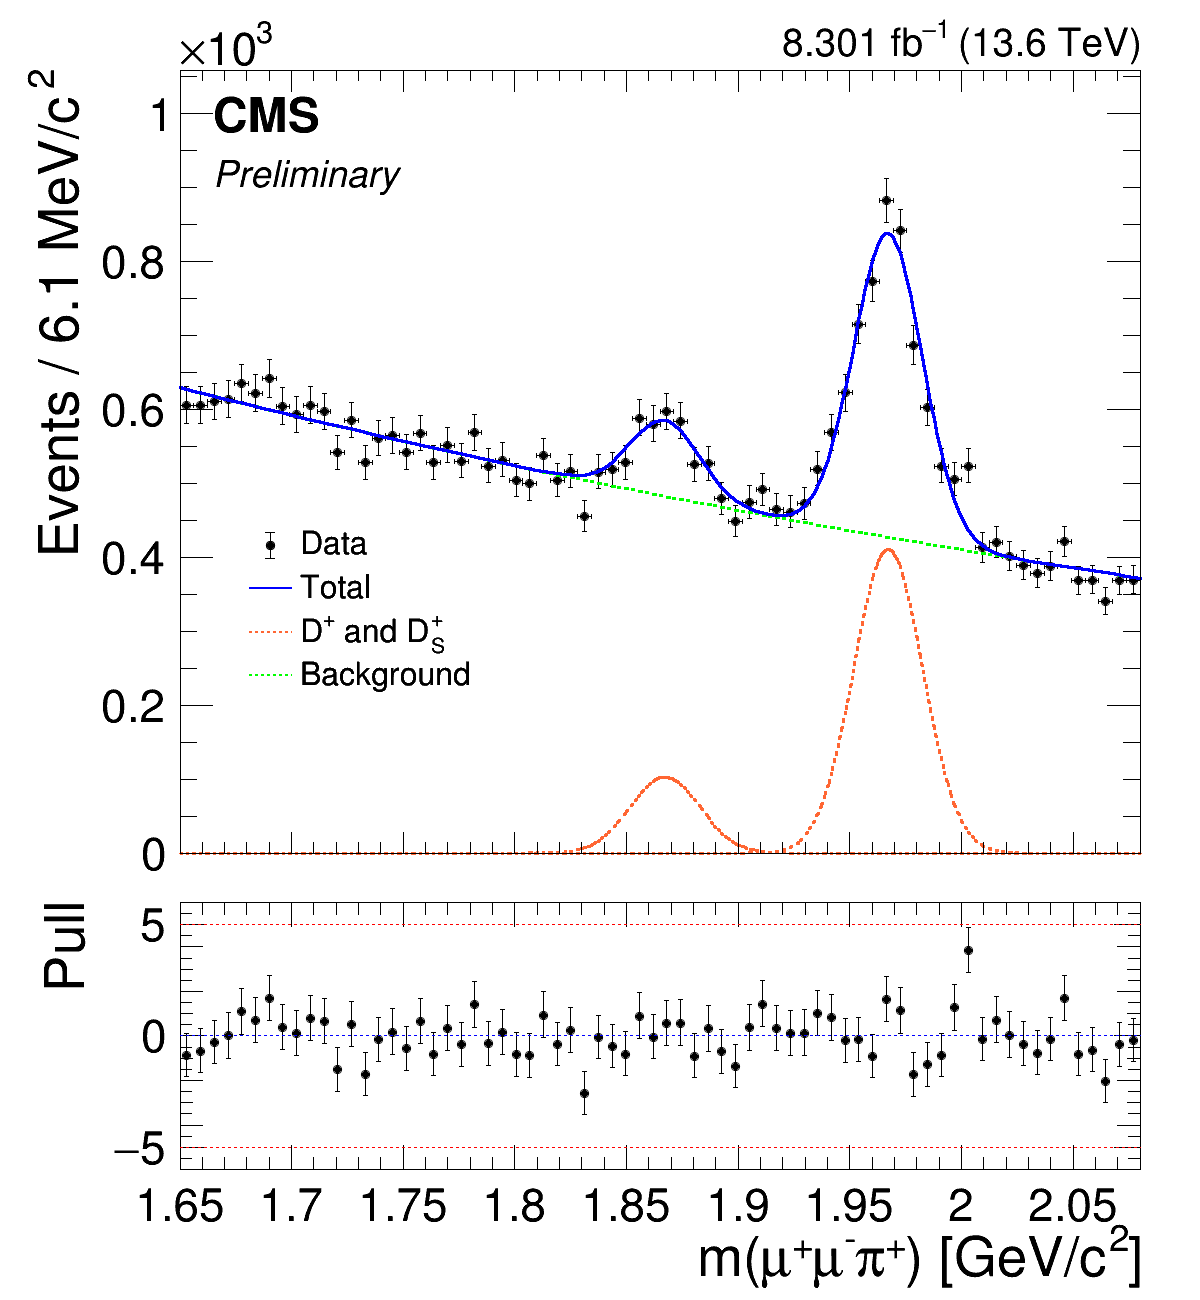 ×10³
8.301 fb⁻¹ (13.6 TeV)
CMS
Preliminary
Events / 6.1 MeV/c²
1
0.8
0.6
0.4
0.2
0
Data
Total
D⁺ and D_S⁺
Background
Pull
5
0
−5
1.65 1.7 1.75 1.8 1.85 1.9 1.95 2 2.05
m(μ⁺μ⁻π⁺) [GeV/c²]